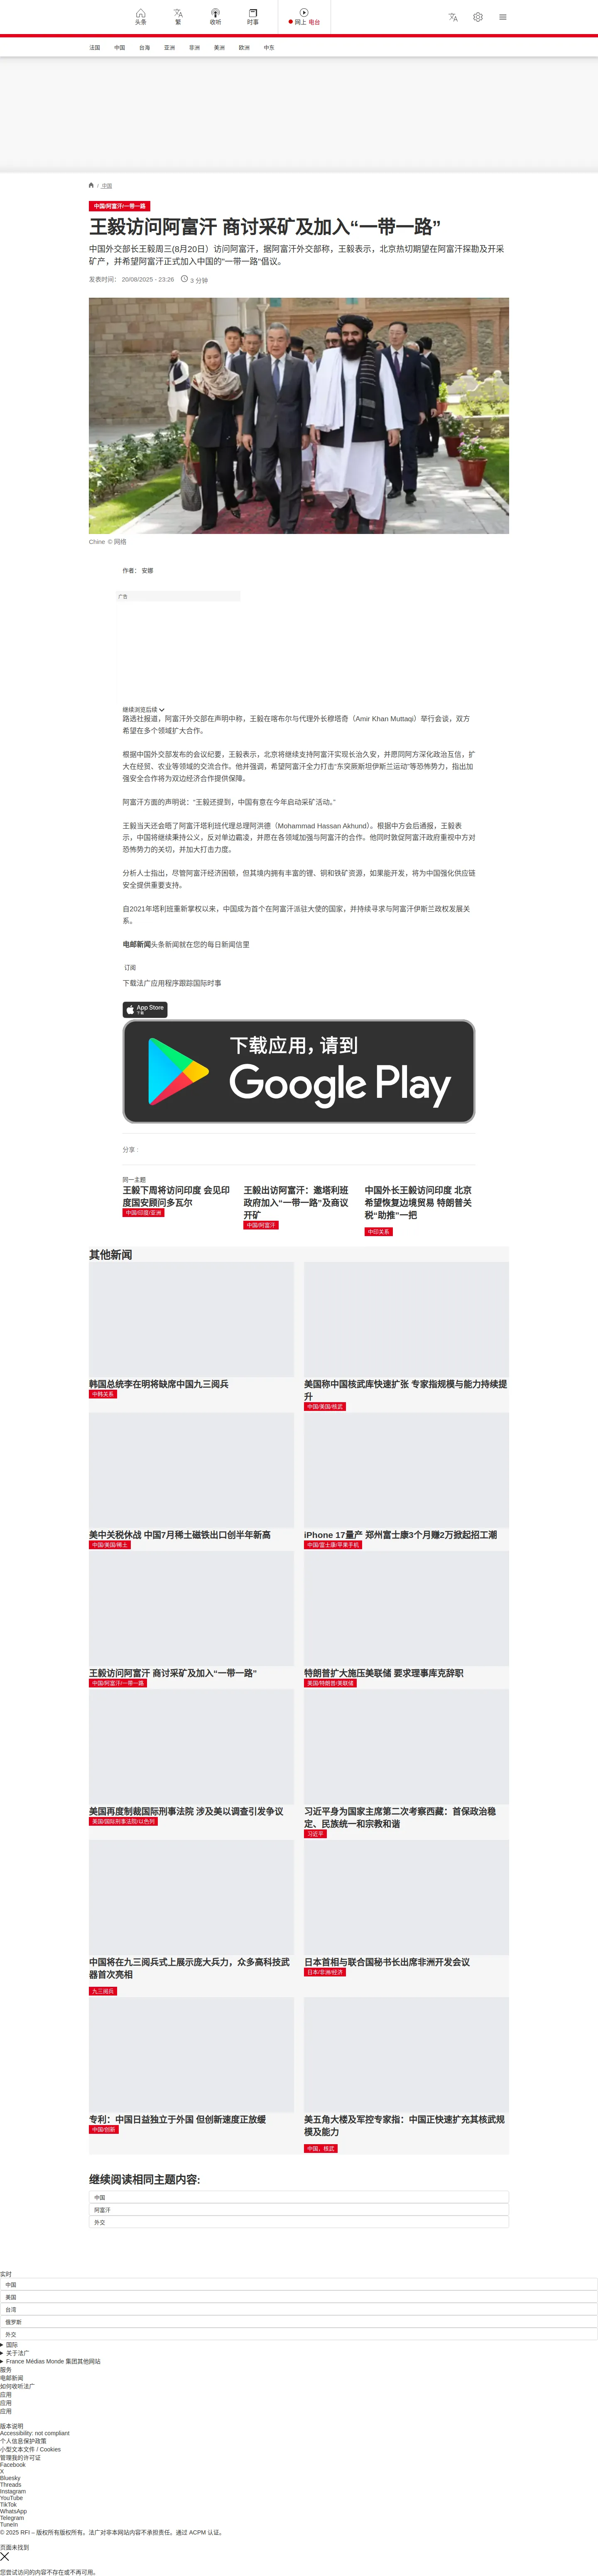 头条
繁
收听
时事
网上 电台
法国 中国 台海 亚洲 非洲 美洲 欧洲 中东
/ 中国
中国/阿富汗/一带一路
王毅访问阿富汗 商讨采矿及加入“一带一路”
中国外交部长王毅周三(8月20日）访问阿富汗，据阿富汗外交部称，王毅表示，北京热切期望在阿富汗探勘及开采
矿产，并希望阿富汗正式加入中国的"一带一路"倡议。
发表时间： 20/08/2025 - 23:26 3 分钟
Chine © 网络
作者： 安娜
广告
继续浏览后续
路透社报道，阿富汗外交部在声明中称，王毅在喀布尔与代理外长穆塔奇（Amir Khan Muttaqi）举行会谈，双方
希望在多个领域扩大合作。
根据中国外交部发布的会议纪要，王毅表示，北京将继续支持阿富汗实现长治久安，并愿同阿方深化政治互信，扩
大在经贸、农业等领域的交流合作。他并强调，希望阿富汗全力打击“东突厥斯坦伊斯兰运动”等恐怖势力，指出加
强安全合作将为双边经济合作提供保障。
阿富汗方面的声明说：“王毅还提到，中国有意在今年启动采矿活动。”
王毅当天还会晤了阿富汗塔利班代理总理阿洪德（Mohammad Hassan Akhund）。根据中方会后通报，王毅表
示，中国将继续秉持公义，反对单边霸凌，并愿在各领域加强与阿富汗的合作。他同时敦促阿富汗政府重视中方对
恐怖势力的关切，并加大打击力度。
分析人士指出，尽管阿富汗经济困顿，但其境内拥有丰富的锂、铜和铁矿资源，如果能开发，将为中国强化供应链
安全提供重要支持。
自2021年塔利班重新掌权以来，中国成为首个在阿富汗派驻大使的国家，并持续寻求与阿富汗伊斯兰政权发展关
系。
电邮新闻头条新闻就在您的每日新闻信里
订阅
下载法广应用程序跟踪国际时事
App Store
下载
下载应用，请到
Google Play
分享 :
同一主题
王毅下周将访问印度 会见印
度国安顾问多瓦尔
中国/印度/亚洲
王毅出访阿富汗：邀塔利班
政府加入“一带一路”及商议
开矿
中国/阿富汗
中国外长王毅访问印度 北京
希望恢复边境贸易 特朗普关
税“助推”一把
中印关系
其他新闻
韩国总统李在明将缺席中国九三阅兵
中韩关系
美国称中国核武库快速扩张 专家指规模与能力持续提
升
中国/美国/核武
美中关税休战 中国7月稀土磁铁出口创半年新高
中国/美国/稀土
iPhone 17量产 郑州富士康3个月赚2万掀起招工潮
中国/富士康/苹果手机
王毅访问阿富汗 商讨采矿及加入“一带一路”
中国/阿富汗/一带一路
特朗普扩大施压美联储 要求理事库克辞职
美国/特朗普/美联储
美国再度制裁国际刑事法院 涉及美以调查引发争议
美国/国际刑事法院/以色列
习近平身为国家主席第二次考察西藏：首保政治稳
定、民族统一和宗教和谐
习近平
中国将在九三阅兵式上展示庞大兵力，众多高科技武
器首次亮相
九三阅兵
日本首相与联合国秘书长出席非洲开发会议
日本/非洲/经济
专利：中国日益独立于外国 但创新速度正放缓
中国/创新
美五角大楼及军控专家指：中国正快速扩充其核武规
模及能力
中国，核武
继续阅读相同主题内容:
中国
阿富汗
外交
实时
中国
美国
台湾
俄罗斯
外交
国际
关于法广
France Médias Monde 集团其他网站
服务
电邮新闻
如何收听法广
应用
应用
应用
版本说明
Accessibility: not compliant
个人信息保护政策
小型文本文件 / Cookies
管理我的许可证
Facebook
X
Bluesky
Threads
Instagram
YouTube
TikTok
WhatsApp
Telegram
TuneIn
© 2025 RFI – 版权所有版权所有。法广对非本网站内容不承担责任。通过 ACPM 认证。
页面未找到
您尝试访问的内容不存在或不再可用。